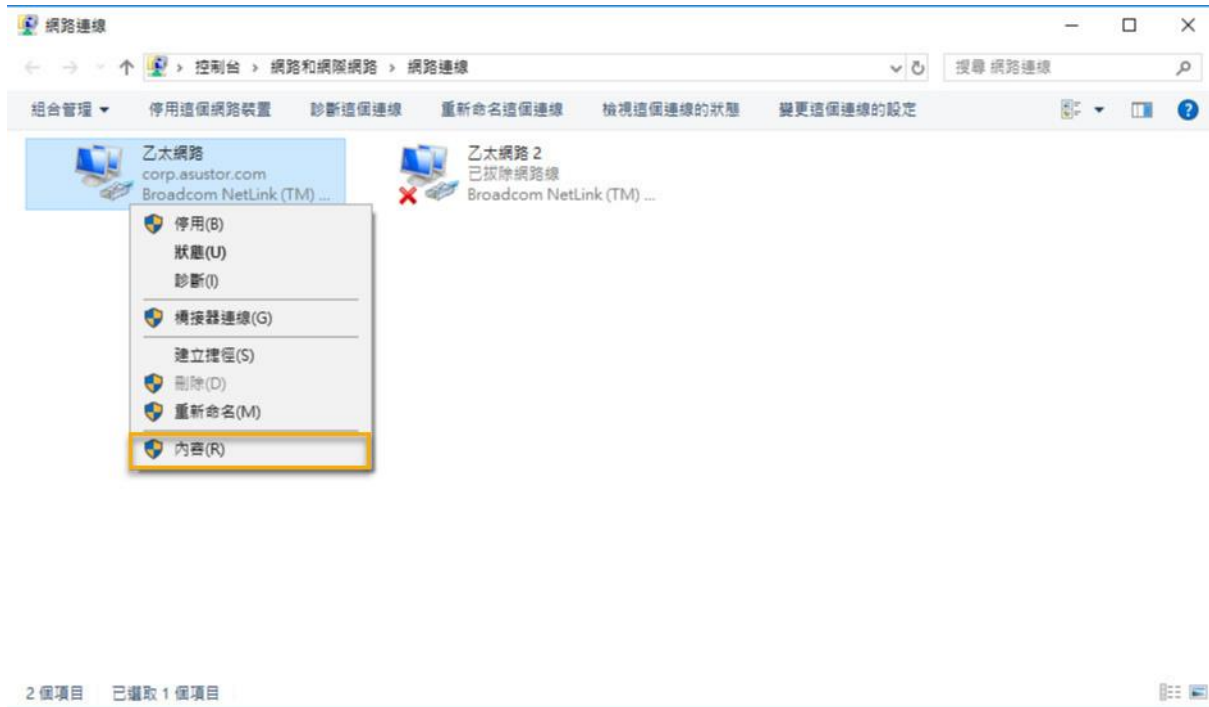 網路連線
控制台 › 網路和網際網路 › 網路連線
搜尋 網路連線
組合管理 停用這個網路裝置 診斷這個連線 重新命名這個連線 檢視這個連線的狀態 變更這個連線的設定
乙太網路
corp.asustor.com
Broadcom NetLink (TM) ...
乙太網路 2
已拔除網路線
Broadcom NetLink (TM) ...
停用(B)
狀態(U)
診斷(I)
橋接器連線(G)
建立捷徑(S)
刪除(D)
重新命名(M)
內容(R)
2 個項目 已選取 1 個項目